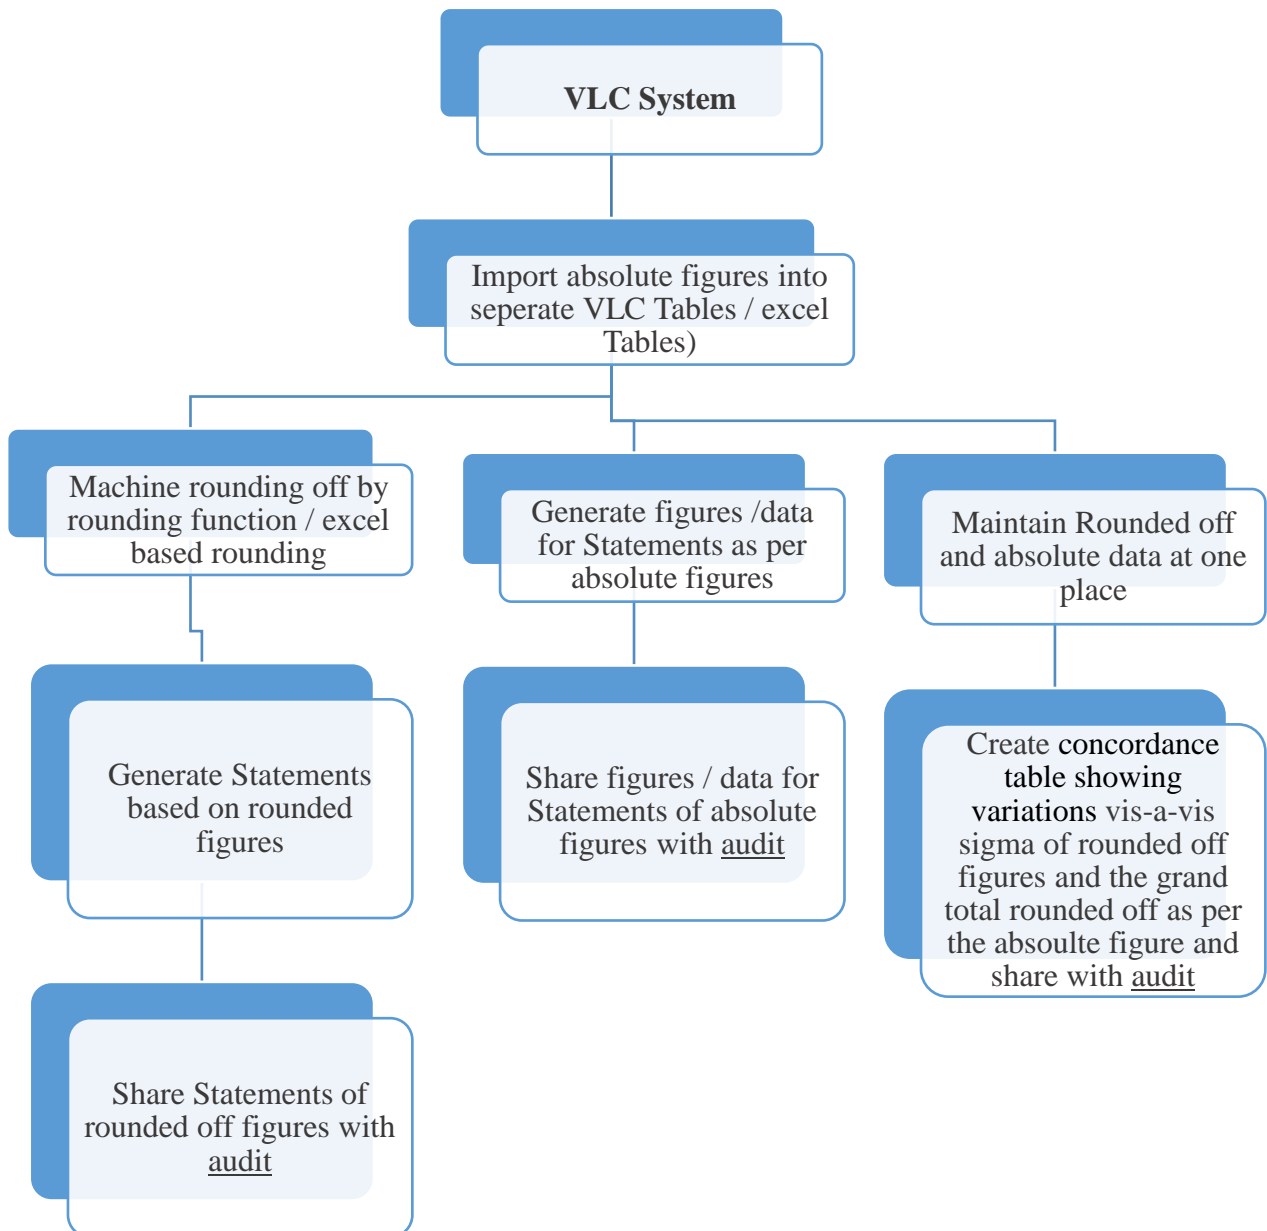 VLC System
Import absolute figures into
seperate VLC Tables / excel
Tables)
Machine rounding off by
rounding function / excel
based rounding
Generate figures /data
for Statements as per
absolute figures
Maintain Rounded off
and absolute data at one
place
Generate Statements
based on rounded
figures
Share figures / data for
Statements of absolute
figures with audit
Create concordance
table showing
variations vis-a-vis
sigma of rounded off
figures and the grand
total rounded off as per
the absoulte figure and
share with audit
Share Statements of
rounded off figures with
audit